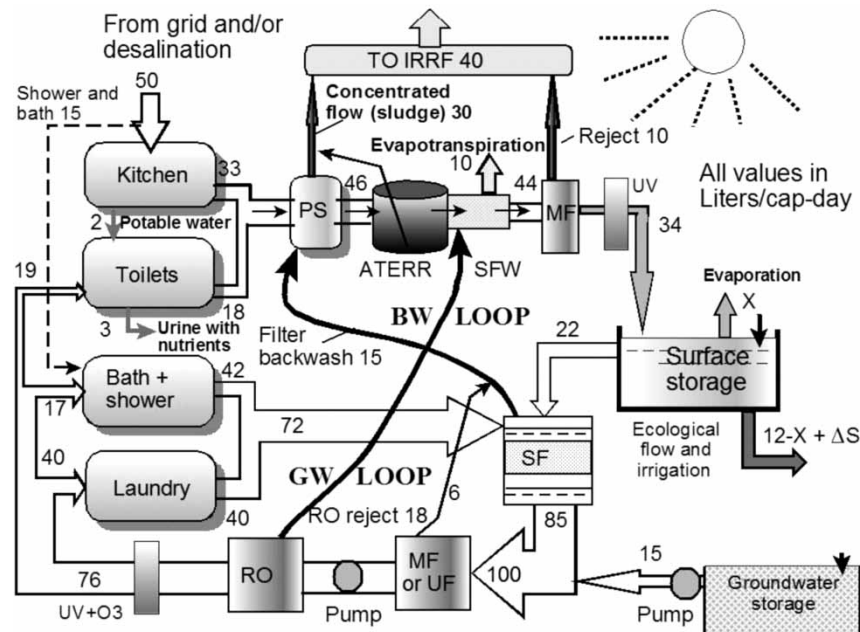 From grid and/or
desalination
50
Shower and
bath 15
TO IRRF 40
Concentrated
flow (sludge) 30
Evapotranspiration
10
Reject 10
All values in
Liters/cap-day
Kitchen
33
2
Potable water
PS
46
44
MF
UV
34
ATERR
SFW
19
Toilets
18
3
Urine with
nutrients
Evaporation
X
BW LOOP
Filter
backwash 15
22
Surface
storage
Bath +
shower
42
17
72
Ecological
flow and
irrigation
12-X + ΔS
40
Laundry
40
GW LOOP
SF
RO reject 18
6
85
76
RO
MF
or UF
100
15
UV+O3
Pump
Pump
Groundwater
storage